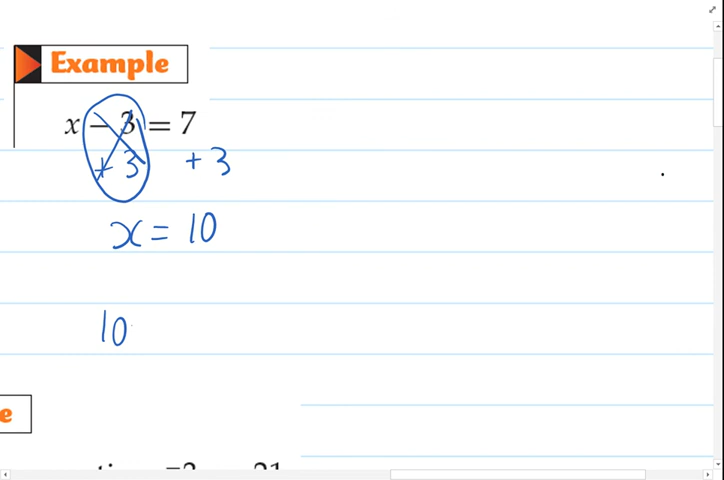 Example
x − 3 = 7
+ 3 + 3
x = 10
10
e